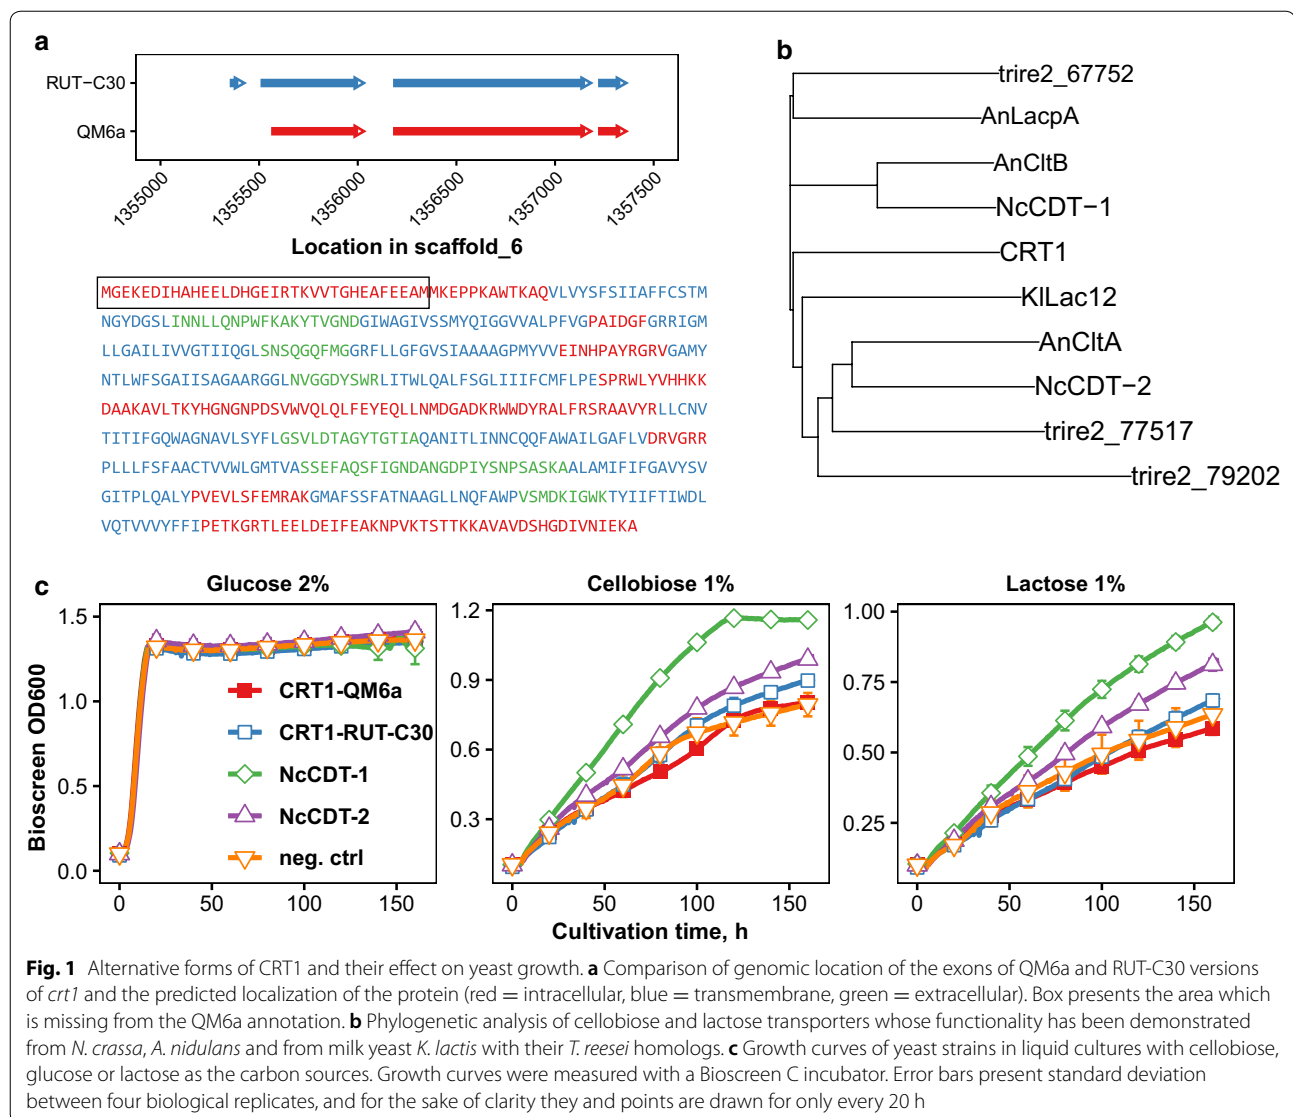 a
RUT−C30
QM6a
1355000
1355500
1356000
1356500
1357000
1357500
Location in scaffold_6
MGEKEDIHAHEELDHGEIRTKVVTGHEAFEEAMMKEPPKAWTKAQVLVYSFSIIAFFCSTM
NGYDGSLINNLLQNPWFKAKYTVGNDGIWAGIVSSMYQIGGVVALPFVGPAIDGFGRRIGM
LLGAILIVVGTIIQGLSNSQGQFMGGRFLLGFGVSIAAAAGPMYVVEINHPAYRGRVGAMY
NTLWFSGAIISAGAARGGLNVGGDYSWRLITWLQALFSGLIIIFCMFLPESPRWLYVHHKK
DAAKAVLTKYHGNGNPDSVWVQLQLFEYEQLLNMDGADKRWWDYRALFRSRAAVYRLLCNV
TITIFGQWAGNAVLSYFLGSVLDTAGYTGTIAQANITLINNCQQFAWAILGAFLVDRVGRR
PLLLFSFAACTVVWLGMTVASSEFAQSFIGNDANGDPIYSNPSASKAALAMIFIFGAVYSV
GITPLQALYPVEVLSFEMRAKGMAFSSFATNAAGLLNQFAWPVSMDKIGWKTYIIFTIWDL
VQTVVVYFFIPETKGRTLEELDEIFEAKNPVKTSTTKKAVAVDSHGDIVNIEKA
b
trire2_67752
AnLacpA
AnCltB
NcCDT−1
CRT1
KlLac12
AnCltA
NcCDT−2
trire2_77517
trire2_79202
c
Glucose 2%
Cellobiose 1%
Lactose 1%
Bioscreen OD600
1.5
1.0
0.5
0.0
0
50
100
150
CRT1-QM6a
CRT1-RUT-C30
NcCDT-1
NcCDT-2
neg. ctrl
1.2
0.9
0.6
0.3
0
50
100
150
1.00
0.75
0.50
0.25
0
50
100
150
Cultivation time, h
Fig. 1 Alternative forms of CRT1 and their effect on yeast growth. a Comparison of genomic location of the exons of QM6a and RUT-C30 versions
of crt1 and the predicted localization of the protein (red = intracellular, blue = transmembrane, green = extracellular). Box presents the area which
is missing from the QM6a annotation. b Phylogenetic analysis of cellobiose and lactose transporters whose functionality has been demonstrated
from N. crassa, A. nidulans and from milk yeast K. lactis with their T. reesei homologs. c Growth curves of yeast strains in liquid cultures with cellobiose,
glucose or lactose as the carbon sources. Growth curves were measured with a Bioscreen C incubator. Error bars present standard deviation
between four biological replicates, and for the sake of clarity they and points are drawn for only every 20 h